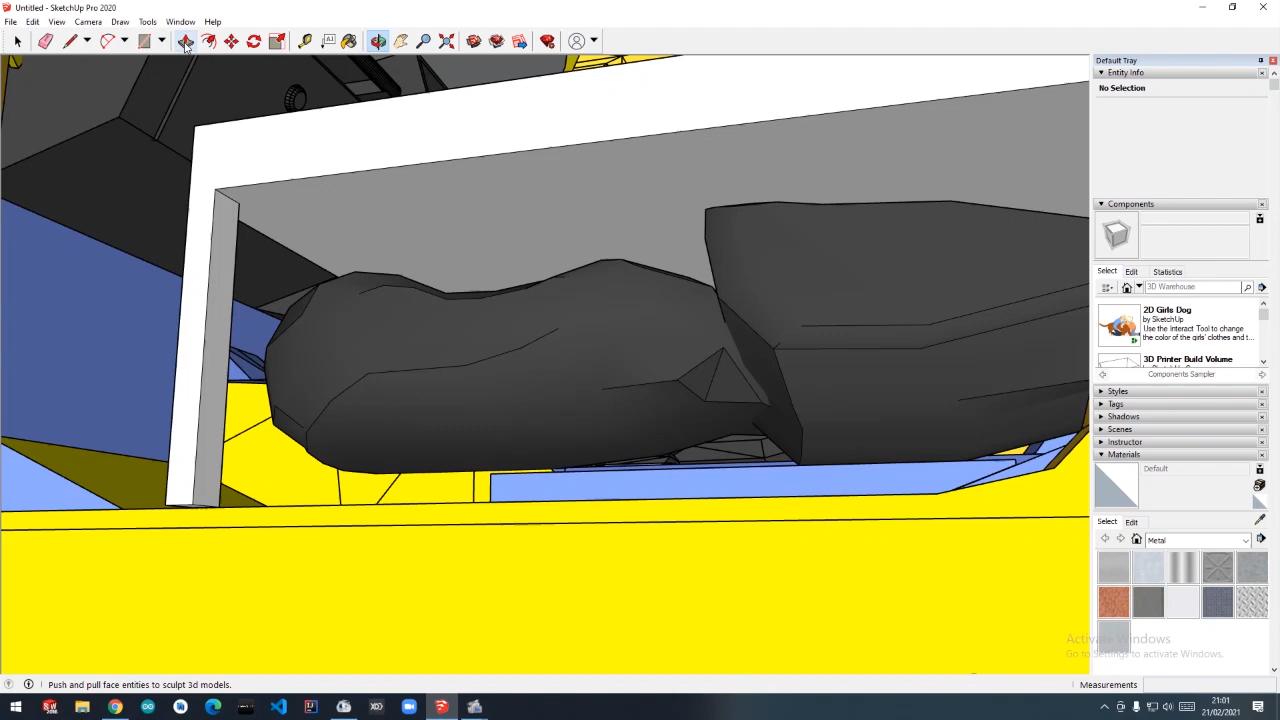 Untitled - SketchUp Pro 2020
File Edit View Camera Draw Tools Window Help
Default Tray
Entity Info
No Selection
Components
Select Edit Statistics
3D Warehouse
2D Girls Dog
by SketchUp
Use the Interact Tool to change
the color of the girls' clothes and t...
3D Printer Build Volume
Components Sampler
Styles
Tags
Shadows
Scenes
Instructor
Materials
Default
Select Edit
Metal
Activate Windows
Go to Settings to activate Windows.
Push and pull face entities to sculpt 3d models.
Measurements
21:01
21/02/2021